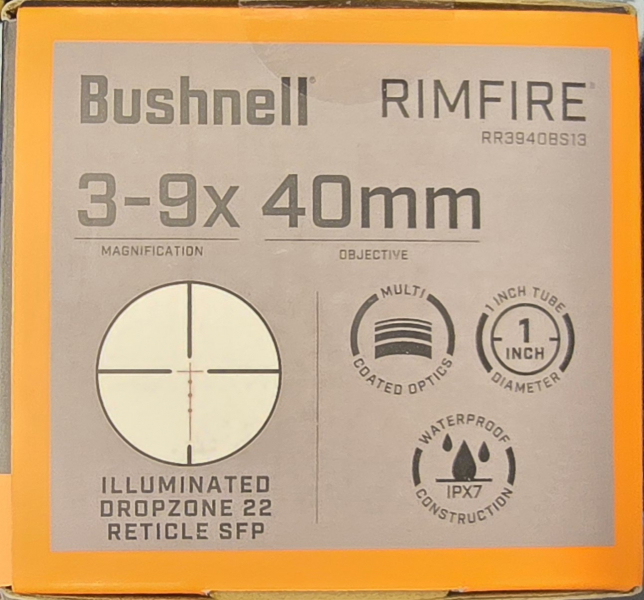 Bushnell®
RIMFIRE®
RR3940BS13
3-9x 40mm
MAGNIFICATION
OBJECTIVE
MULTI
COATED OPTICS
1 INCH TUBE
1
INCH
DIAMETER
WATERPROOF
IPX7
CONSTRUCTION
ILLUMINATED
DROPZONE 22
RETICLE SFP